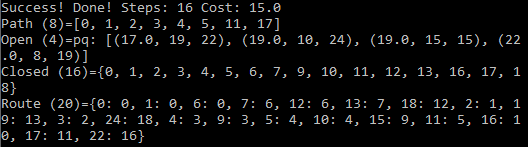 Success! Done! Steps: 16 Cost: 15.0
Path (8)=[0, 1, 2, 3, 4, 5, 11, 17]
Open (4)=pq: [(17.0, 19, 22), (19.0, 10, 24), (19.0, 15, 15), (22
.0, 8, 19)]
Closed (16)={0, 1, 2, 3, 4, 5, 6, 7, 9, 10, 11, 12, 13, 16, 17, 1
8}
Route (20)={0: 0, 1: 0, 6: 0, 7: 6, 12: 6, 13: 7, 18: 12, 2: 1, 1
9: 13, 3: 2, 24: 18, 4: 3, 9: 3, 5: 4, 10: 4, 15: 9, 11: 5, 16: 1
0, 17: 11, 22: 16}